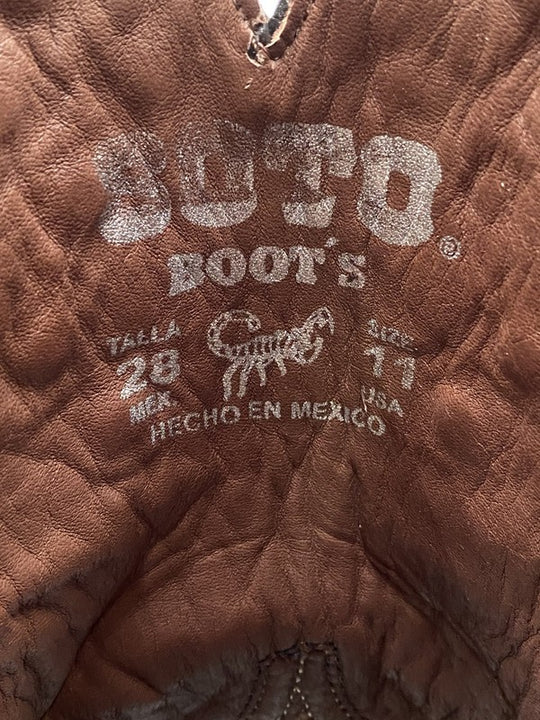 SOTO ®
BOOT'S
TALLA SIZE
28 11
MEX. USA
HECHO EN MEXICO